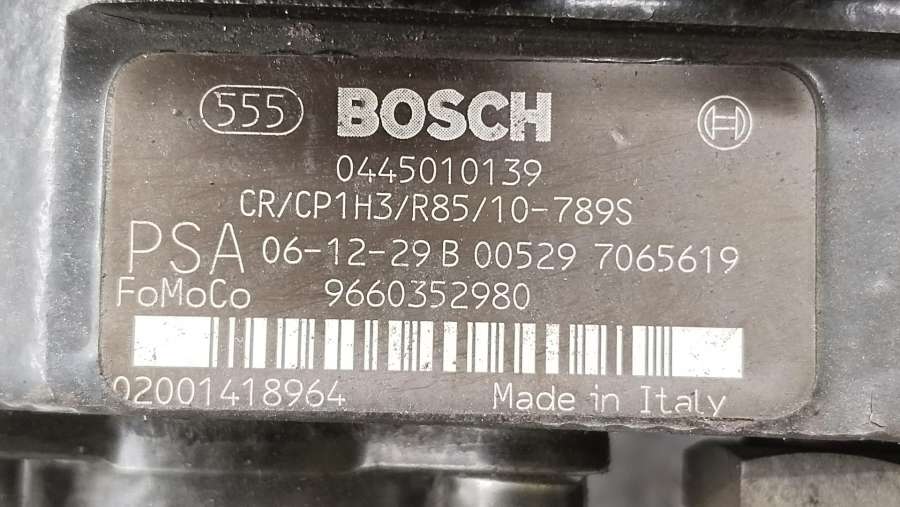 555 BOSCH
0445010139
CR/CP1H3/R85/10-789S
PSA 06-12-29 B 00529 7065619
FoMoCo 9660352980
02001418964 Made in Italy